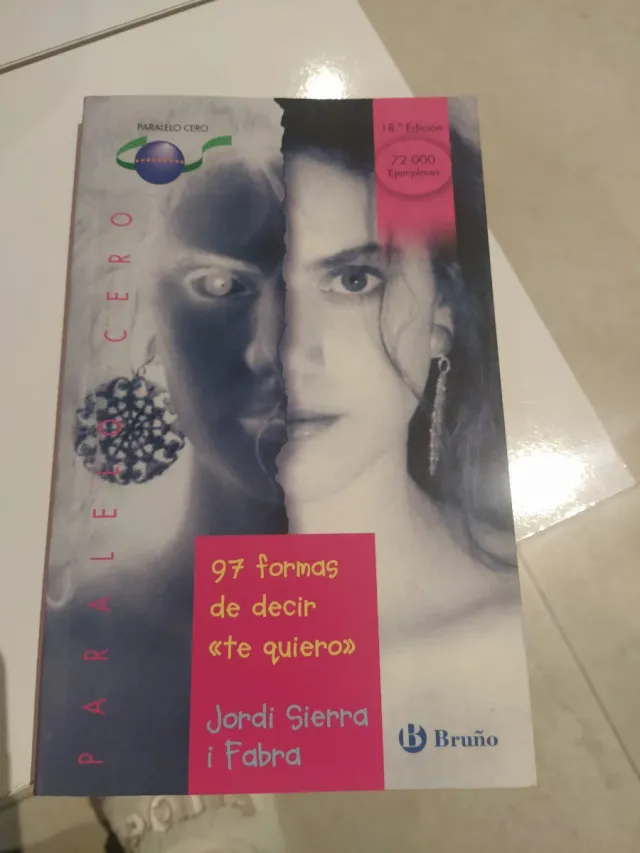 PARALELO CERO
18.ª Edición
72 000
Ejemplares
PARALELO CERO
97 formas
de decir
«te quiero»
Jordi Sierra
i Fabra
B Bruño